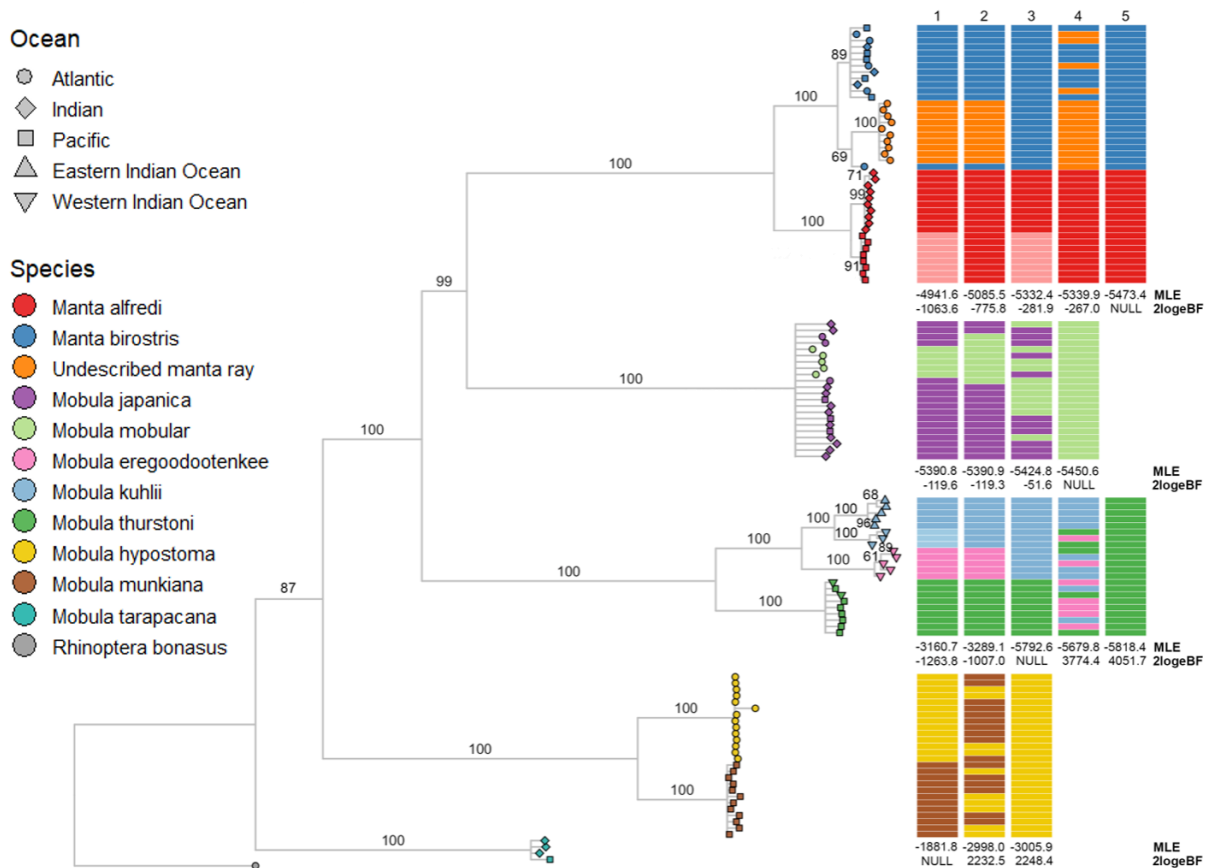 Ocean
Atlantic
Indian
Pacific
Eastern Indian Ocean
Western Indian Ocean
Species
Manta alfredi
Manta birostris
Undescribed manta ray
Mobula japanica
Mobula mobular
Mobula eregoodootenkee
Mobula kuhlii
Mobula thurstoni
Mobula hypostoma
Mobula munkiana
Mobula tarapacana
Rhinoptera bonasus
1 2 3 4 5
89
100
100
69
100
71
99
100
91
99
100
100
68
100
100
96
100
100
89
61
100
100
100
87
100
100
100
100
-4941.6 -5085.5 -5332.4 -5339.9 -5473.4 MLE
-1063.6 -775.8 -281.9 -267.0 NULL 2logeBF
-5390.8 -5390.9 -5424.8 -5450.6 MLE
-119.6 -119.3 -51.6 NULL 2logeBF
-3160.7 -3289.1 -5792.6 -5679.8 -5818.4 MLE
-1263.8 -1007.0 NULL 3774.4 4051.7 2logeBF
-1881.8 -2998.0 -3005.9 MLE
NULL 2232.5 2248.4 2logeBF